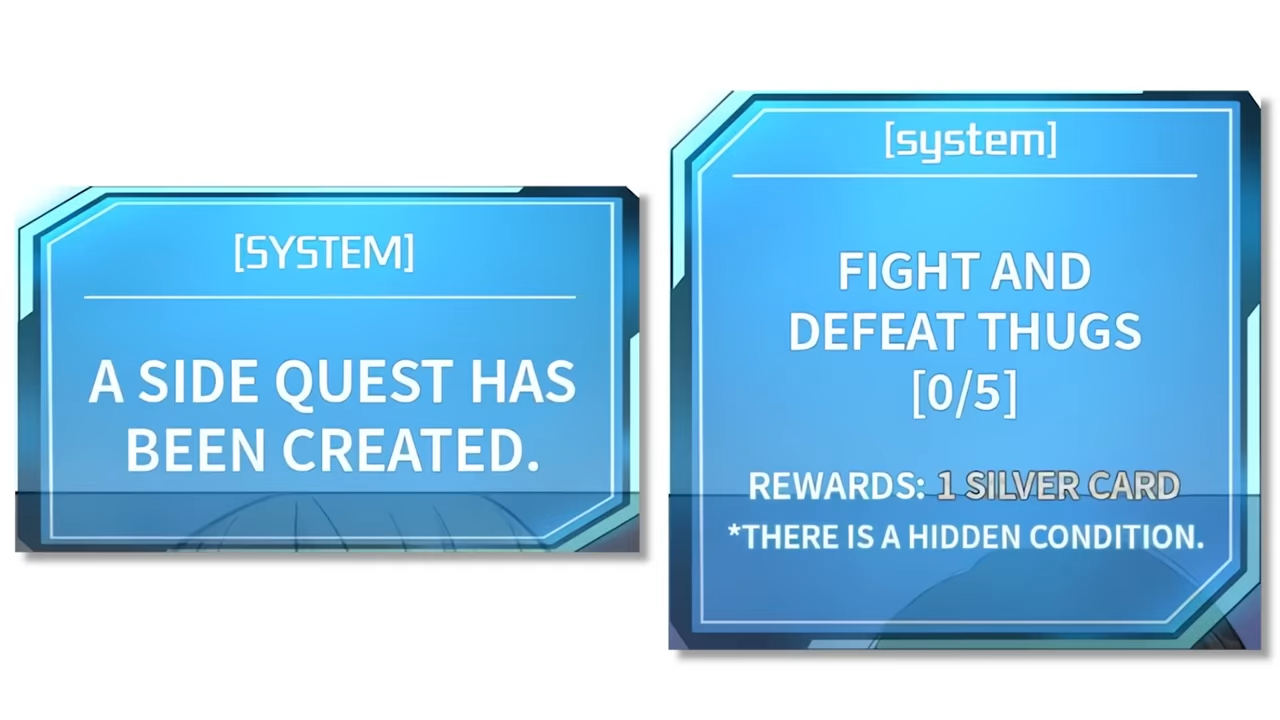 [SYSTEM]
A SIDE QUEST HAS
BEEN CREATED.
[system]
FIGHT AND
DEFEAT THUGS
[0/5]
REWARDS: 1 SILVER CARD
*THERE IS A HIDDEN CONDITION.